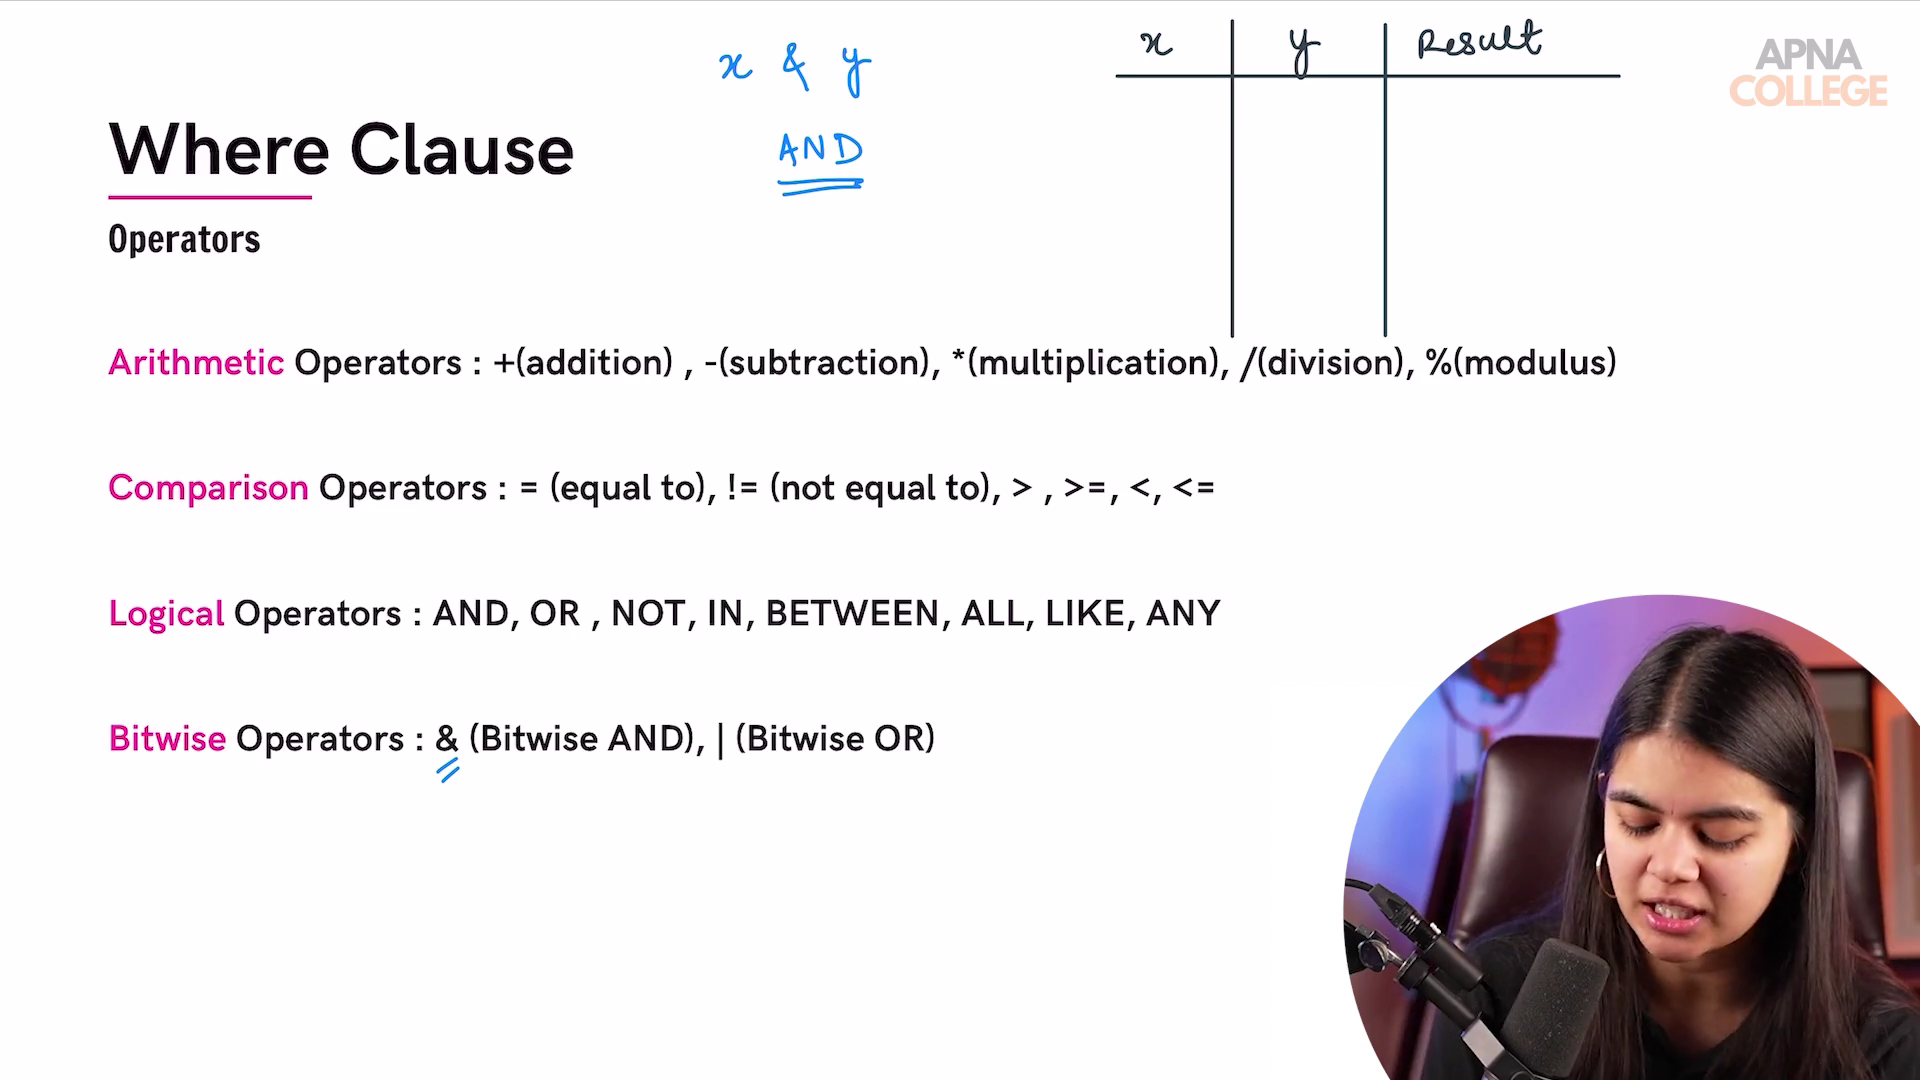 x & y
AND
x y Result
APNA
COLLEGE
Where Clause
Operators
Arithmetic Operators : +(addition) , -(subtraction), *(multiplication), /(division), %(modulus)
Comparison Operators : = (equal to), != (not equal to), > , >=, <, <=
Logical Operators : AND, OR , NOT, IN, BETWEEN, ALL, LIKE, ANY
Bitwise Operators : & (Bitwise AND), | (Bitwise OR)